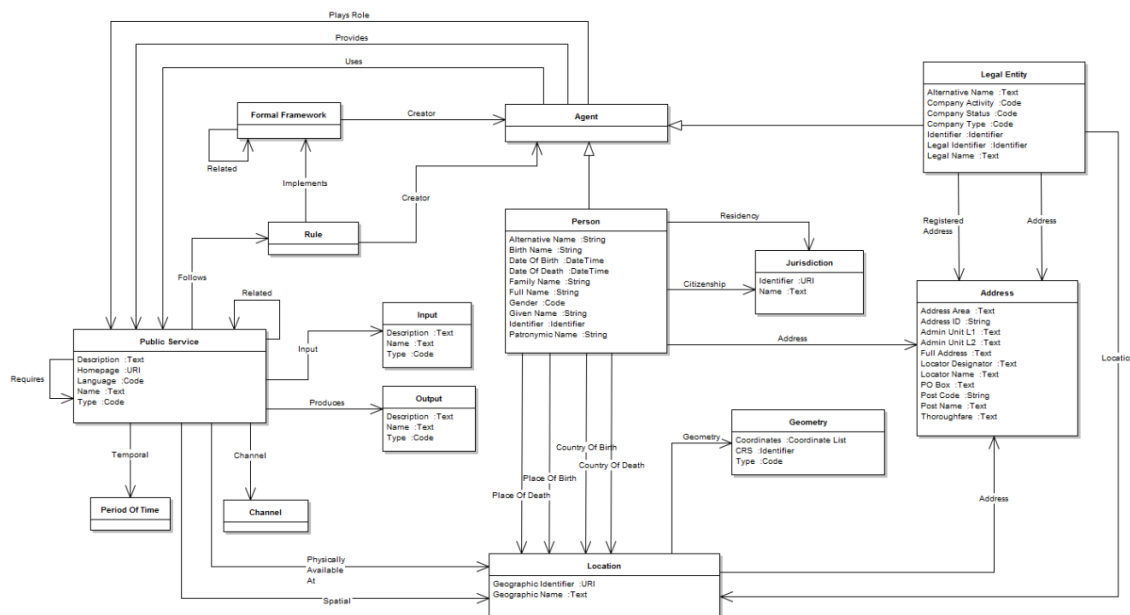 Plays Role
Provides
Uses
Legal Entity
Alternative Name :Text
Company Activity :Code
Company Status :Code
Company Type :Code
Identifier :Identifier
Legal Identifier :Identifier
Legal Name :Text
Formal Framework
Creator
Agent
Related
Implements
Creator
Rule
Follows
Person
Alternative Name :String
Birth Name :String
Date Of Birth :DateTime
Date Of Death :DateTime
Family Name :String
Full Name :String
Gender :Code
Given Name :String
Identifier :Identifier
Patronymic Name :String
Residency
Citizenship
Address
Jurisdiction
Identifier :URI
Name :Text
Registered
Address
Address
Address
Address Area :Text
Address ID :String
Admin Unit L1 :Text
Admin Unit L2 :Text
Full Address :Text
Locator Designator :Text
Locator Name :Text
PO Box :Text
Post Code :String
Post Name :Text
Thoroughfare :Text
Locatio
Related
Public Service
Description :Text
Homepage :URI
Language :Code
Name :Text
Type :Code
Requires
Input
Input
Description :Text
Name :Text
Type :Code
Produces
Output
Description :Text
Name :Text
Type :Code
Temporal
Channel
Period Of Time
Channel
Physically
Available
At
Spatial
Country Of Birth
Country Of Death
Place Of Birth
Place Of Death
Geometry
Geometry
Coordinates :Coordinate List
CRS :Identifier
Type :Code
Address
Location
Geographic Identifier :URI
Geographic Name :Text